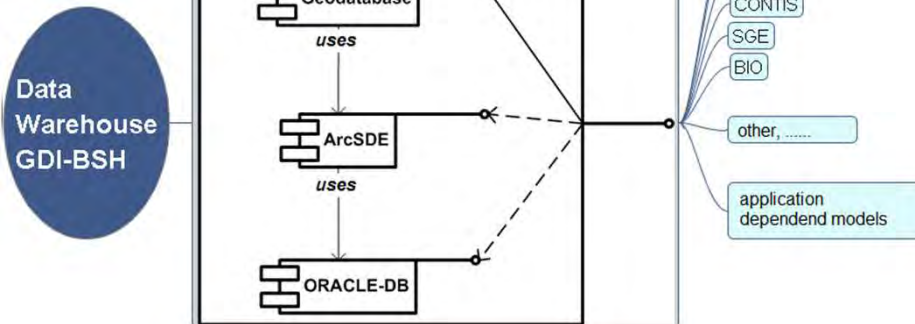 Geodatabase
CONTIS
uses
SGE
BIO
Data
Warehouse
GDI-BSH
ArcSDE
other, ......
uses
application
dependend models
ORACLE-DB